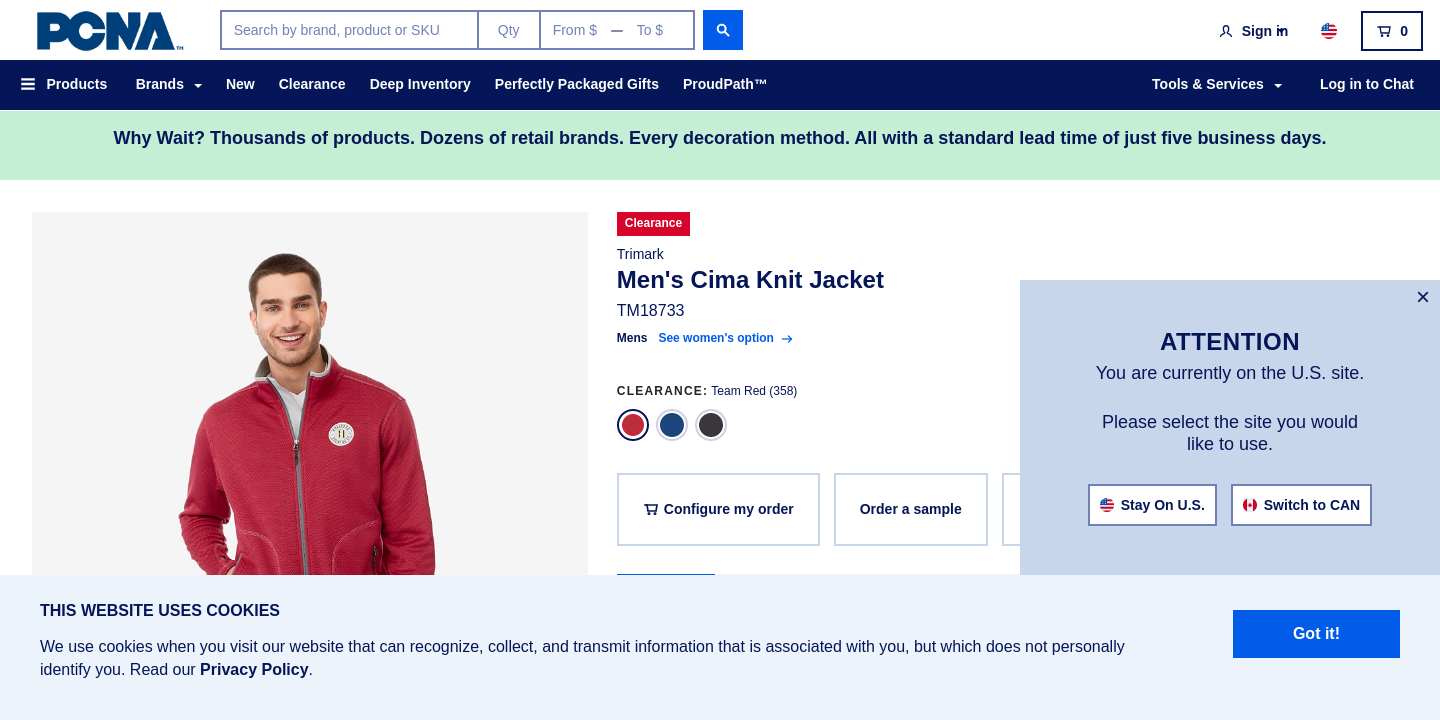 PCNA™
Search by brand, product or SKU
Qty
From $
To $
Sign in
0
Products
Brands
New
Clearance
Deep Inventory
Perfectly Packaged Gifts
ProudPath™
Tools & Services
Log in to Chat
Why Wait? Thousands of products. Dozens of retail brands. Every decoration method. All with a standard lead time of just five business days.
Clearance
Trimark
Men's Cima Knit Jacket
TM18733
Mens See women's option
CLEARANCE: Team Red (358)
Configure my order
Order a sample
ATTENTION
You are currently on the U.S. site.
Please select the site you would
like to use.
Stay On U.S.
Switch to CAN
THIS WEBSITE USES COOKIES
We use cookies when you visit our website that can recognize, collect, and transmit information that is associated with you, but which does not personally
identify you. Read our Privacy Policy.
Got it!